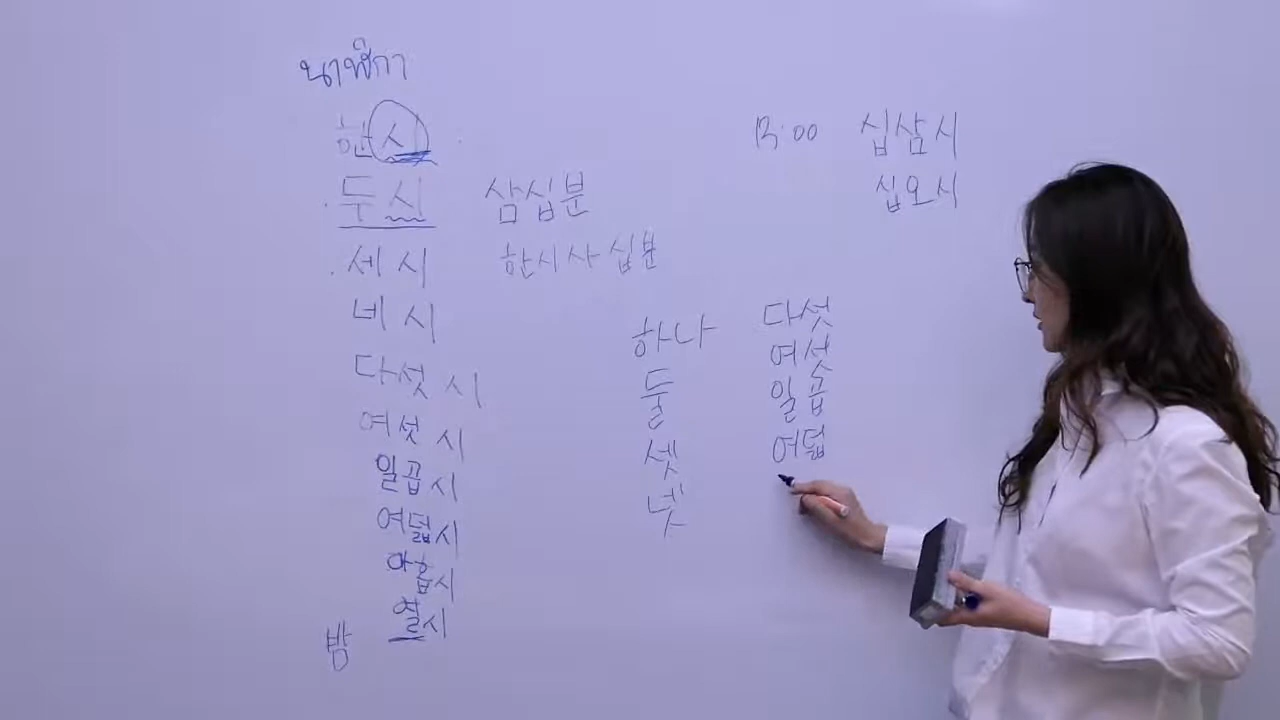 นาฬิกา
한시
두시 삼십분
세시 한시사십분
네시
다섯시
여섯시
일곱시
여덟시
아홉시
열시
밤
13:00 십삼시
십오시
하나
둘
셋
넷
다섯
여섯
일곱
여덟